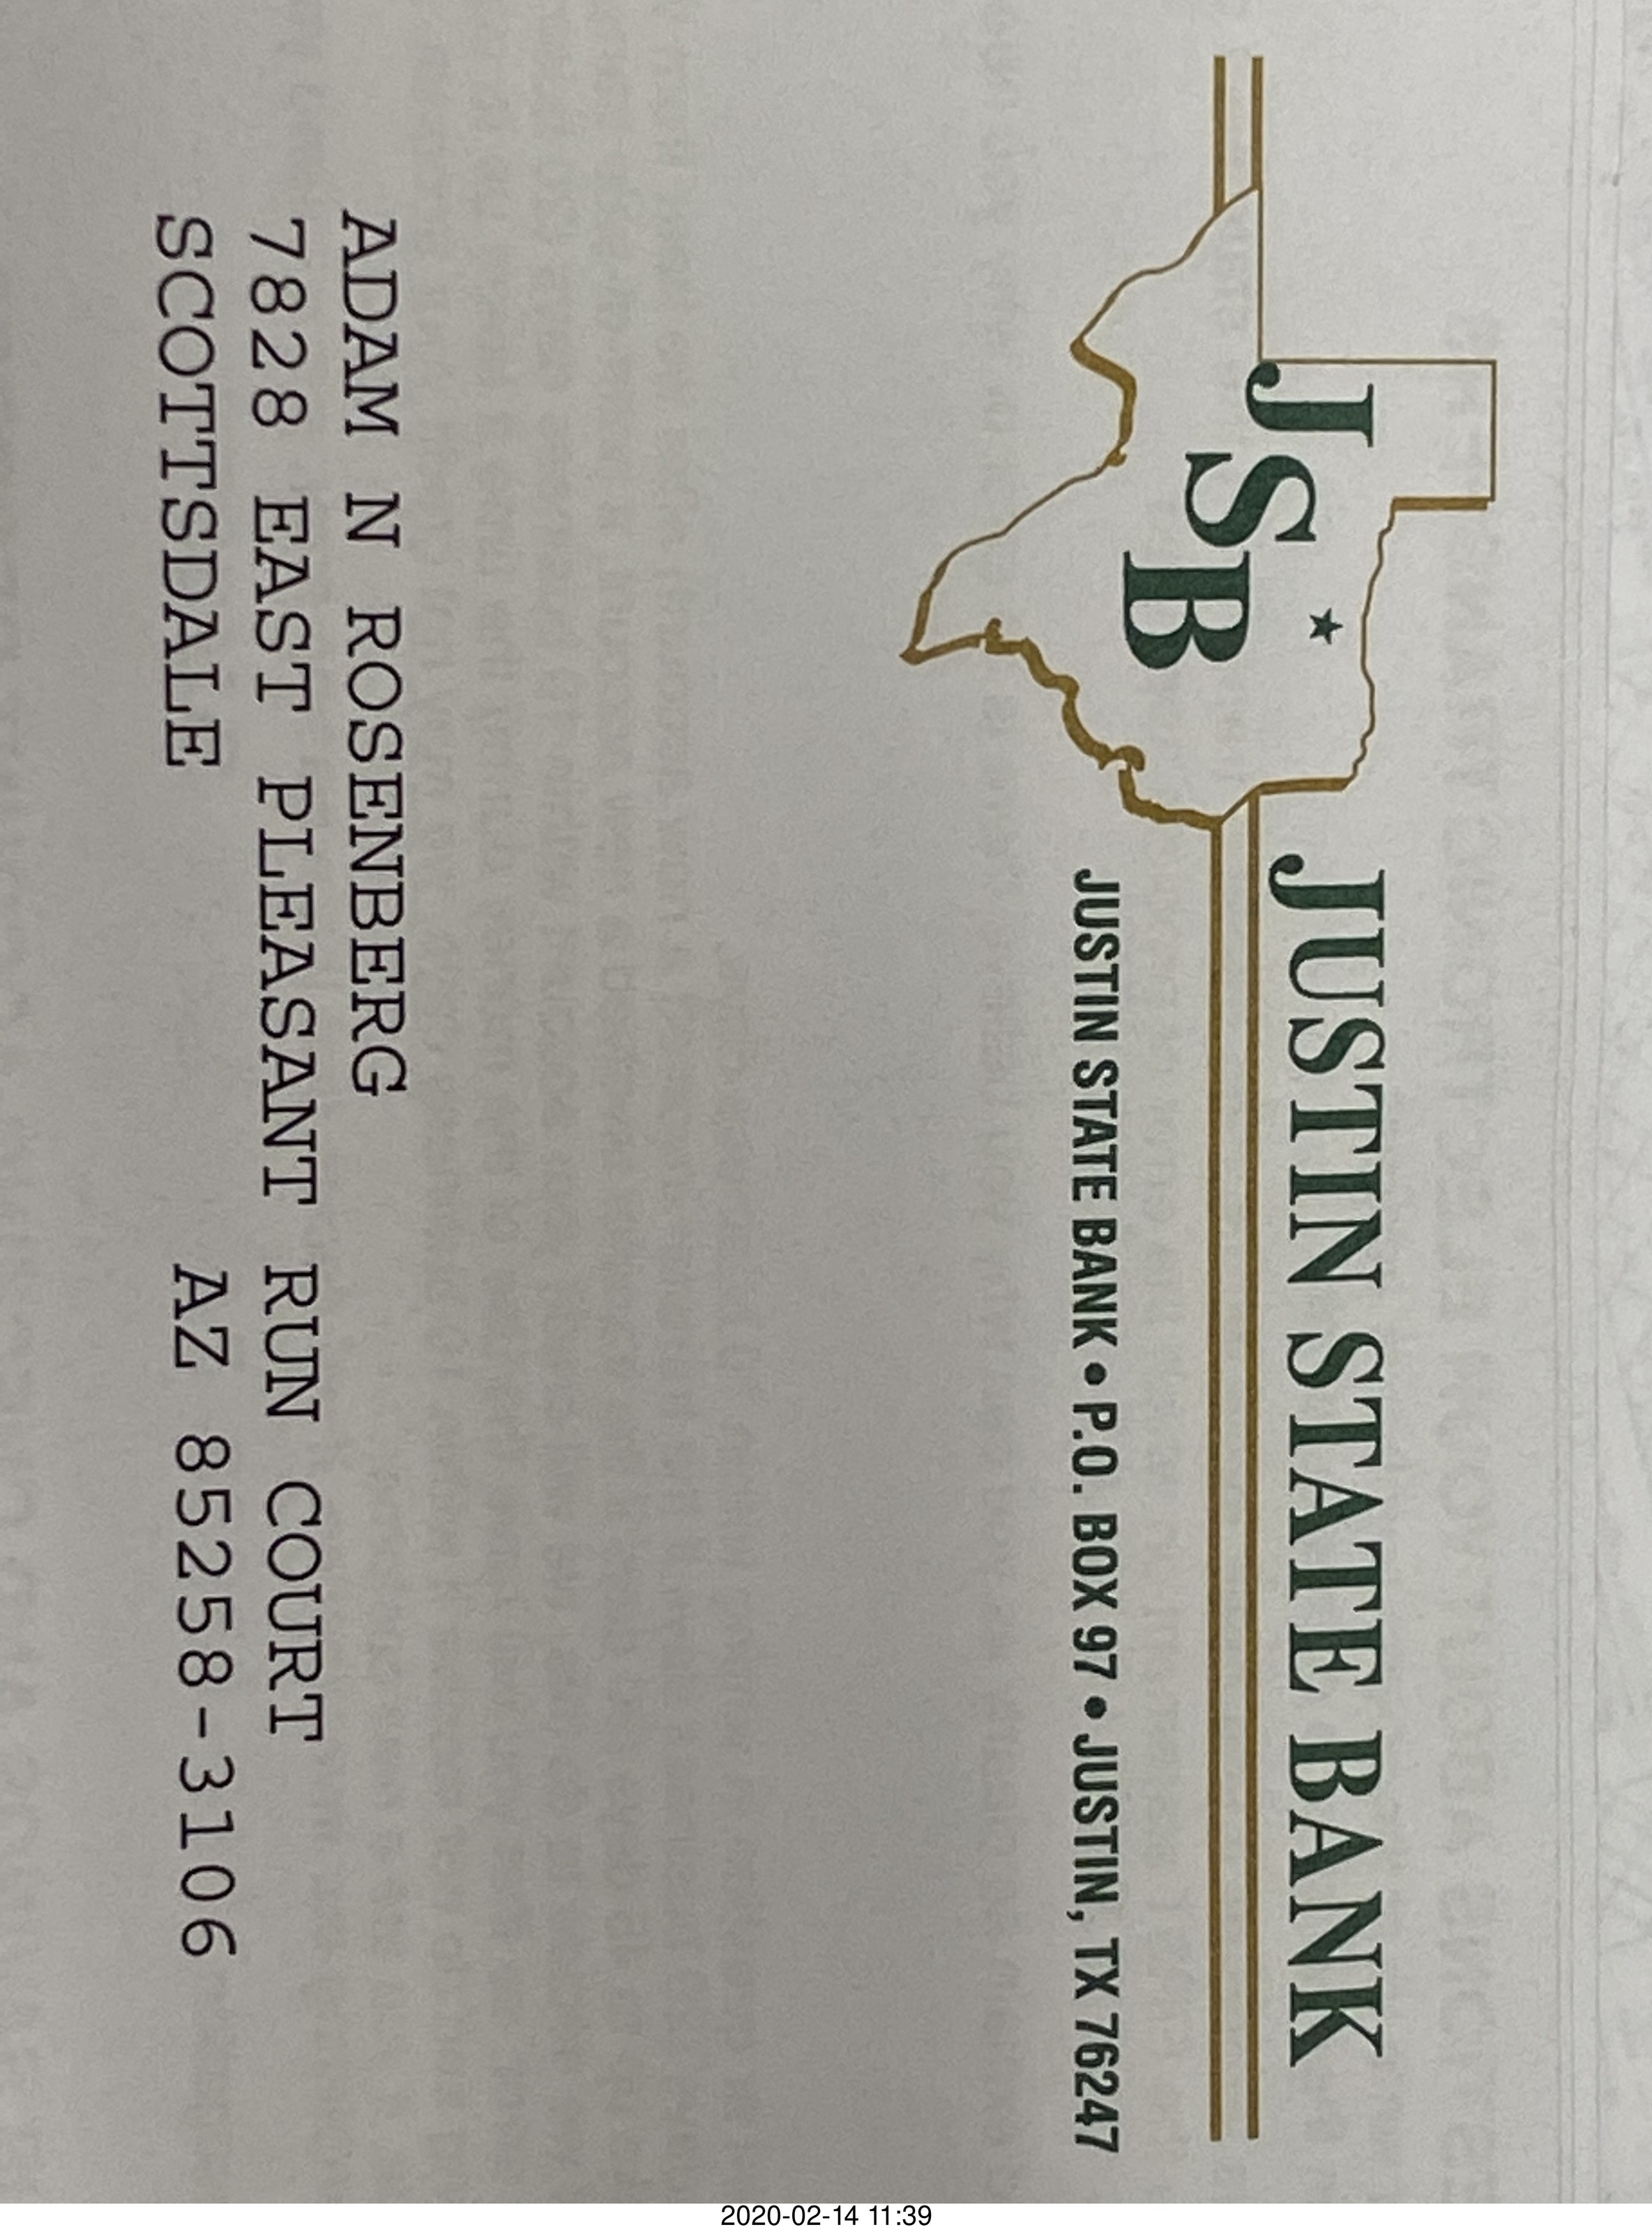 JSB
JUSTIN STATE BANK
JUSTIN STATE BANK • P.O. BOX 97 • JUSTIN, TX 76247
ADAM N ROSENBERG
7828 EAST PLEASANT RUN COURT
SCOTTSDALE AZ 85258-3106
2020-02-14 11:39